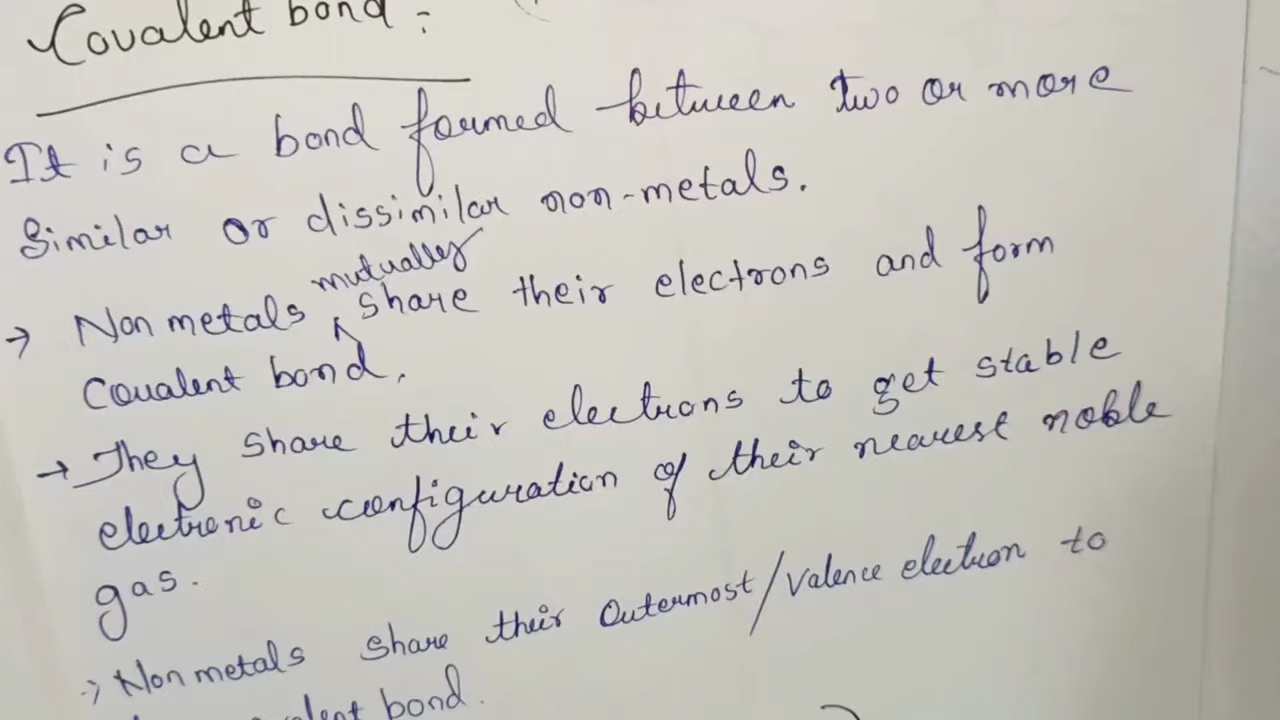 Covalent bond :
It is a bond formed between two or more
Similar or dissimilar non-metals.
mutually
→ Non metals ^ share their electrons and form
Covalent bond.
→ They share their electrons to get stable
electronic configuration of their nearest noble
gas.
→ Non metals share their Outermost/Valence electron to
bond.